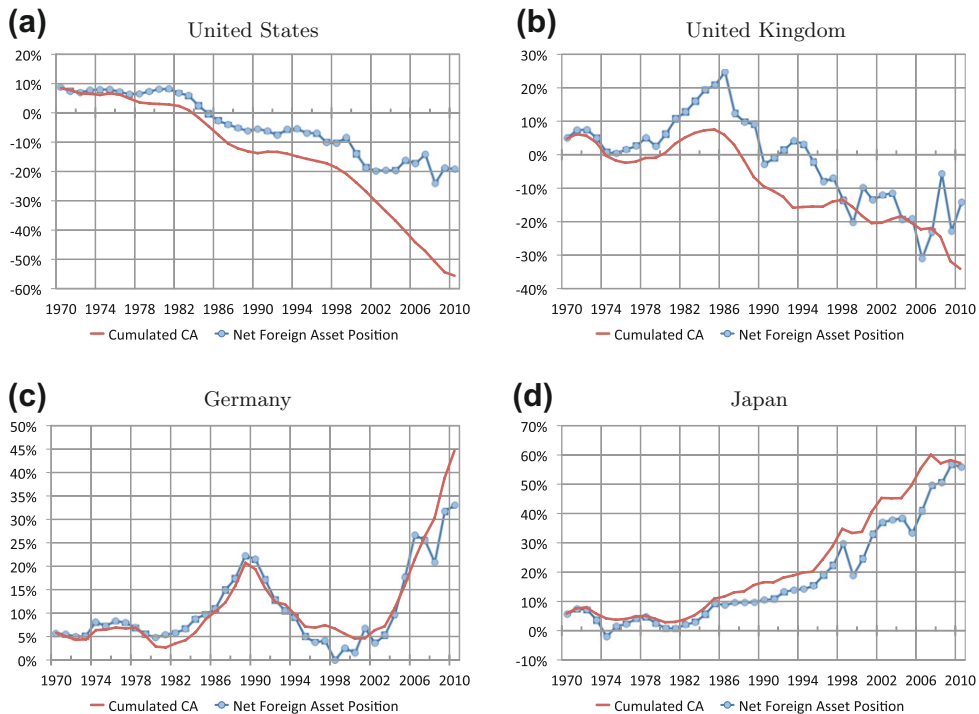 (a)
United States
20%
10%
0%
-10%
-20%
-30%
-40%
-50%
-60%
1970 1974 1978 1982 1986 1990 1994 1998 2002 2006 2010
Cumulated CA Net Foreign Asset Position
(b)
United Kingdom
30%
20%
10%
0%
-10%
-20%
-30%
-40%
1970 1974 1978 1982 1986 1990 1994 1998 2002 2006 2010
Cumulated CA Net Foreign Asset Position
(c)
Germany
50%
45%
40%
35%
30%
25%
20%
15%
10%
5%
0%
1970 1974 1978 1982 1986 1990 1994 1998 2002 2006 2010
Cumulated CA Net Foreign Asset Position
(d)
Japan
70%
60%
50%
40%
30%
20%
10%
0%
-10%
1970 1974 1978 1982 1986 1990 1994 1998 2002 2006 2010
Cumulated CA Net Foreign Asset Position